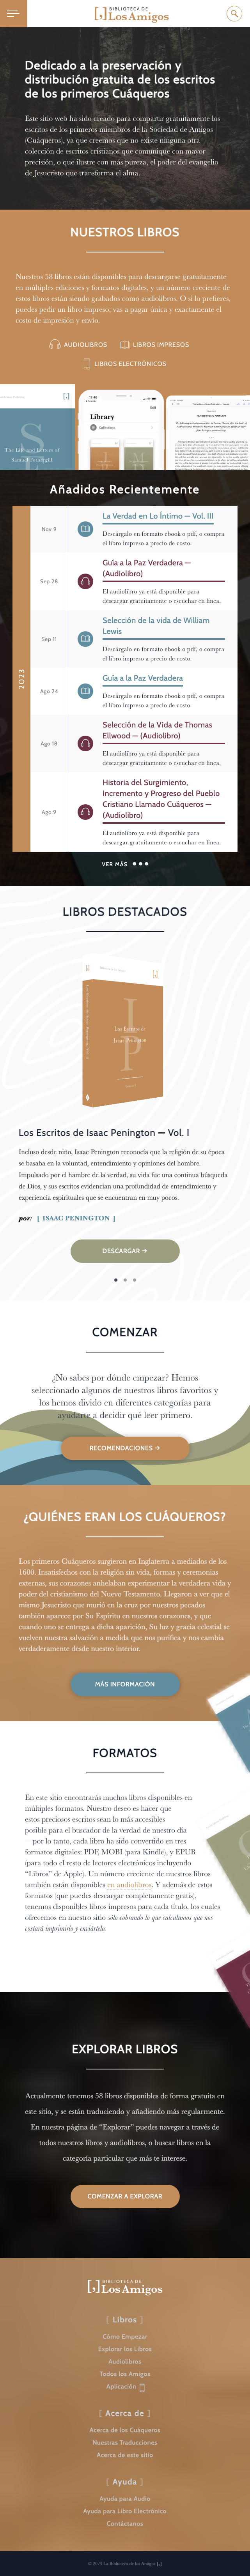 BIBLIOTECA DE
Los Amigos
Dedicado a la preservación y
distribución gratuita de los escritos
de los primeros Cuáqueros
Este sitio web ha sido creado para compartir gratuitamente los
escritos de los primeros miembros de la Sociedad de Amigos
(Cuáqueros), ya que creemos que no existe ninguna otra
colección de escritos cristianos que comunique con mayor
precisión, o que ilustre con más pureza, el poder del evangelio
de Jesucristo que transforma el alma.
NUESTROS LIBROS
Nuestros 58 libros están disponibles para descargarse gratuitamente
en múltiples ediciones y formatos digitales, y un número creciente de
estos libros están siendo grabados como audiolibros. O si lo prefieres,
puedes pedir un libro impreso; vas a pagar única y exactamente el
costo de impresión y envío.
AUDIOLIBROS
LIBROS IMPRESOS
LIBROS ELECTRÓNICOS
The Life and Letters of
Samuel Fothergill
Library
Collections
Añadidos Recientemente
2023
Nov 9
La Verdad en Lo Íntimo — Vol. III
Descárgalo en formato ebook o pdf, o compra
el libro impreso a precio de costo.
Sep 28
Guía a la Paz Verdadera —
(Audiolibro)
El audiolibro ya está disponible para
descargar gratuitamente o escuchar en línea.
Sep 11
Selección de la vida de William
Lewis
Descárgalo en formato ebook o pdf, o compra
el libro impreso a precio de costo.
Ago 24
Guía a la Paz Verdadera
Descárgalo en formato ebook o pdf, o compra
el libro impreso a precio de costo.
Ago 18
Selección de la Vida de Thomas
Ellwood — (Audiolibro)
El audiolibro ya está disponible para
descargar gratuitamente o escuchar en línea.
Ago 9
Historia del Surgimiento,
Incremento y Progreso del Pueblo
Cristiano Llamado Cuáqueros —
(Audiolibro)
El audiolibro ya está disponible para
descargar gratuitamente o escuchar en línea.
VER MÁS
LIBROS DESTACADOS
Los Escritos de
Isaac Penington
Los Escritos de Isaac Penington — Vol. I
Incluso desde niño, Isaac Penington reconocía que la religión de su época
se basaba en la voluntad, entendimiento y opiniones del hombre.
Impulsado por el hambre de la verdad, su vida fue una continua búsqueda
de Dios, y sus escritos evidencian una profundidad de entendimiento y
experiencia espirituales que se encuentran en muy pocos.
por: [ ISAAC PENINGTON ]
DESCARGAR →
COMENZAR
¿No sabes por dónde empezar? Hemos
seleccionado algunos de nuestros libros favoritos y
los hemos divido en diferentes categorías para
ayudarte a decidir qué leer primero.
RECOMENDACIONES →
¿QUIÉNES ERAN LOS CUÁQUEROS?
Los primeros Cuáqueros surgieron en Inglaterra a mediados de los
1600. Insatisfechos con la religión sin vida, formas y ceremonias
externas, sus corazones anhelaban experimentar la verdadera vida y
poder del cristianismo del Nuevo Testamento. Llegaron a ver que el
mismo Jesucristo que murió en la cruz por nuestros pecados
también aparece por Su Espíritu en nuestros corazones, y que
cuando uno se entrega a dicha aparición, Su luz y gracia celestial se
vuelven nuestra salvación a medida que nos purifica y nos cambia
verdaderamente desde nuestro interior.
MÁS INFORMACIÓN
FORMATOS
En este sitio encontrarás muchos libros disponibles en
múltiples formatos. Nuestro deseo es hacer que
estos preciosos escritos sean lo más accesibles
posible para el buscador de la verdad de nuestro día
—por lo tanto, cada libro ha sido convertido en tres
formatos digitales: PDF, MOBI (para Kindle), y EPUB
(para todo el resto de lectores electrónicos incluyendo
“Libros” de Apple). Un creciente número de nuestros libros
también están disponibles en audiolibros. Y además de estos
formatos (que puedes descargar completamente gratis),
tenemos disponibles libros impresos para cada título, los cuales
ofrecemos en nuestro sitio sólo cobrando lo que calculamos que nos
costará imprimirlo y enviártelo.
EXPLORAR LIBROS
Actualmente tenemos 58 libros disponibles de forma gratuita en
este sitio, y se están traduciendo y añadiendo más regularmente.
En nuestra página de “Explorar” puedes navegar a través de
todos nuestros libros y audiolibros, o buscar libros en la
categoría particular que más te interese.
COMENZAR A EXPLORAR
BIBLIOTECA DE
Los Amigos
[ Libros ]
Cómo Empezar
Explorar los Libros
Audiolibros
Todos los Amigos
Aplicación
[ Acerca de ]
Acerca de los Cuáqueros
Nuestras Traducciones
Acerca de este sitio
[ Ayuda ]
Ayuda para Audio
Ayuda para Libro Electrónico
Contáctanos
© 2023 La Biblioteca de los Amigos